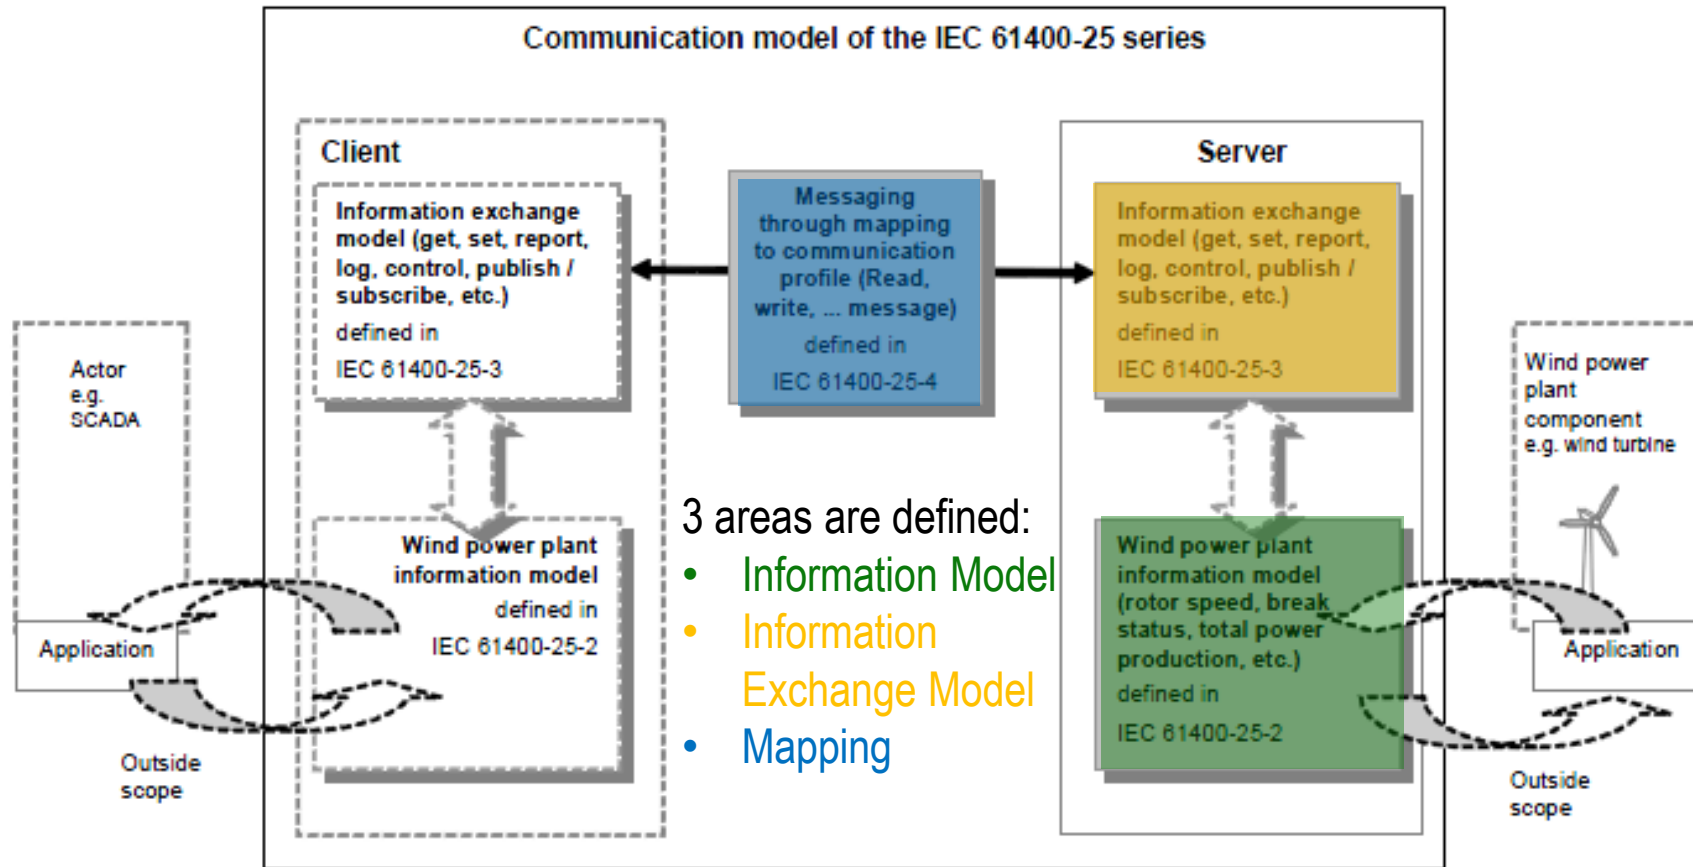 Communication model of the IEC 61400-25 series
Client
Information exchange
model (get, set, report,
log, control, publish /
subscribe, etc.)
defined in
IEC 61400-25-3
Messaging
through mapping
to communication
profile (Read,
write, ... message)
defined in
IEC 61400-25-4
Server
Information exchange
model (get, set, report,
log, control, publish /
subscribe, etc.)
defined in
IEC 61400-25-3
Actor
e.g.
SCADA
Wind power
plant
component
e.g. wind turbine
Wind power plant
information model
defined in
IEC 61400-25-2
3 areas are defined:
• Information Model
• Information
Exchange Model
• Mapping
Wind power plant
information model
(rotor speed, break
status, total power
production, etc.)
defined in
IEC 61400-25-2
Application
Application
Outside
scope
Outside
scope